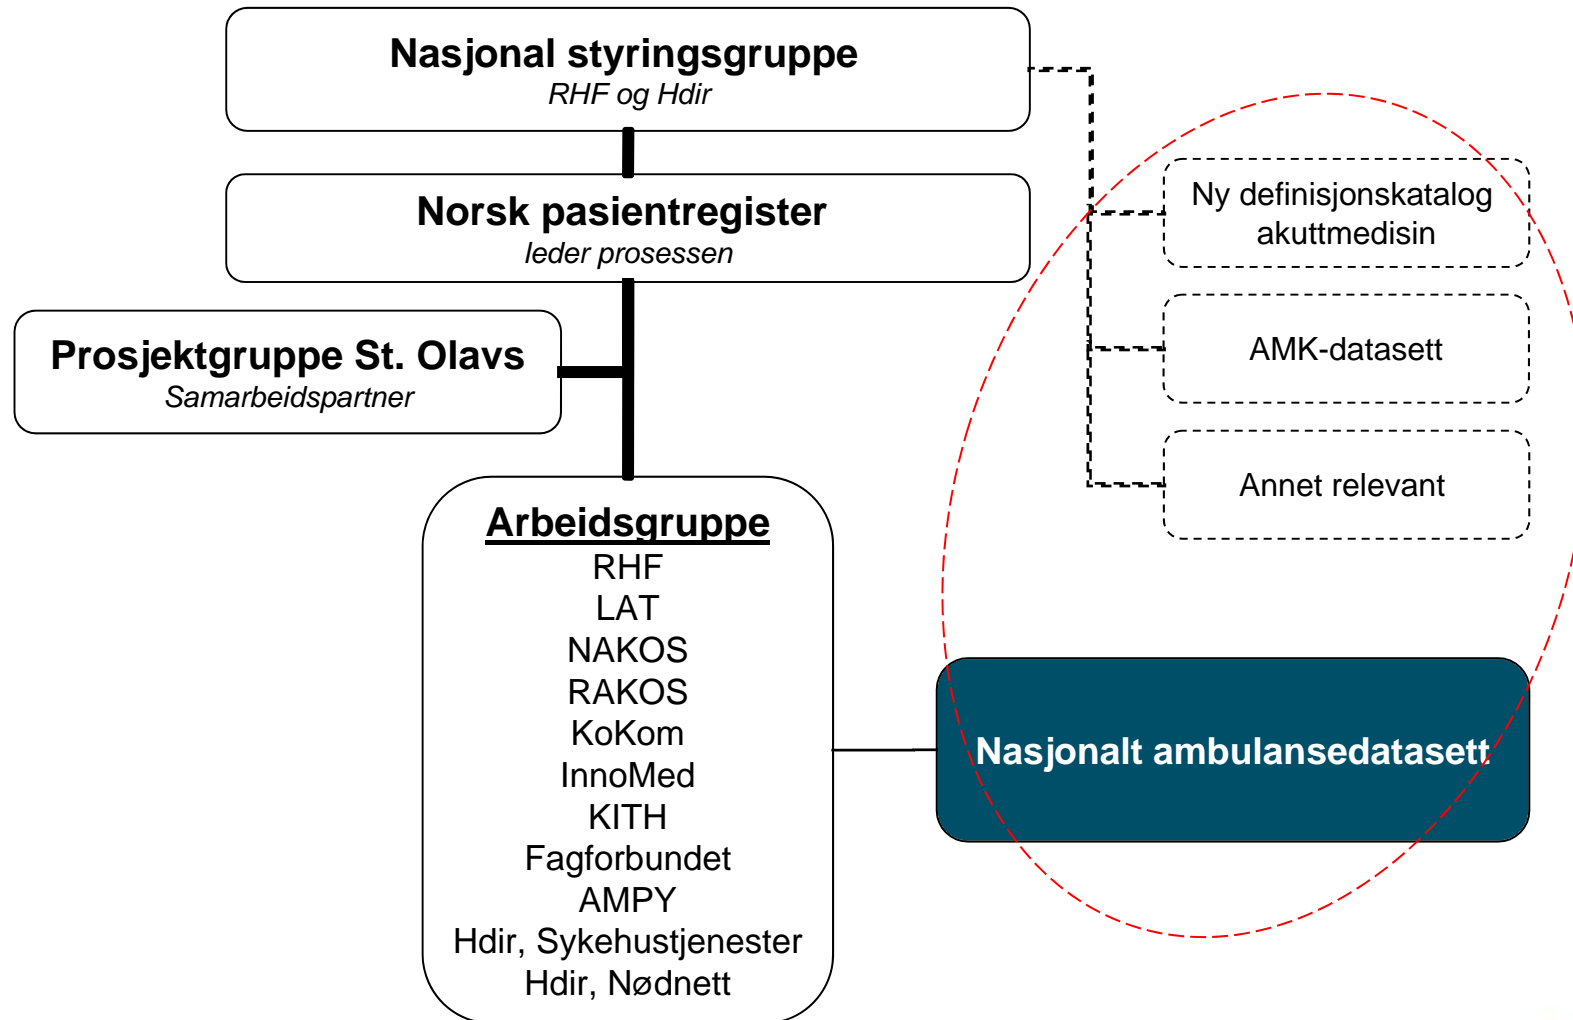 Nasjonal styringsgruppe
RHF og Hdir
Norsk pasientregister
leder prosessen
Prosjektgruppe St. Olavs
Samarbeidspartner
Arbeidsgruppe
RHF
LAT
NAKOS
RAKOS
KoKom
InnoMed
KITH
Fagforbundet
AMPY
Hdir, Sykehustjenester
Hdir, Nødnett
Ny definisjonskatalog
akuttmedisin
AMK-datasett
Annet relevant
Nasjonalt ambulansedatasett